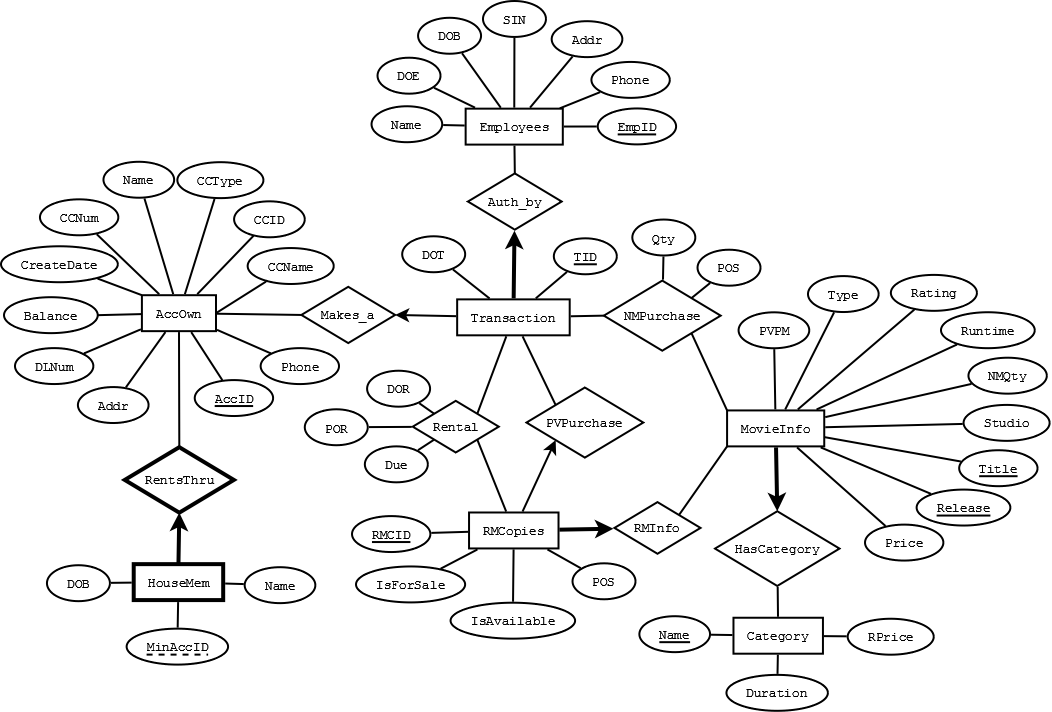 SIN
DOB
Addr
DOE
Phone
Name
Employees
EmpID
Name
CCType
Auth_by
CCNum
CCID
Qty
DOT
TID
POS
CreateDate
CCName
Type
Rating
Balance
AccOwn
Makes_a
Transaction
NMPurchase
PVPM
Runtime
DLNum
Phone
NMQty
Addr
AccID
DOR
POR
Rental
PVPurchase
MovieInfo
Studio
Due
Title
RentsThru
Release
RMCID
RMCopies
RMInfo
Price
HasCategory
DOB
HouseMem
Name
IsForSale
POS
IsAvailable
MinAccID
Name
Category
RPrice
Duration